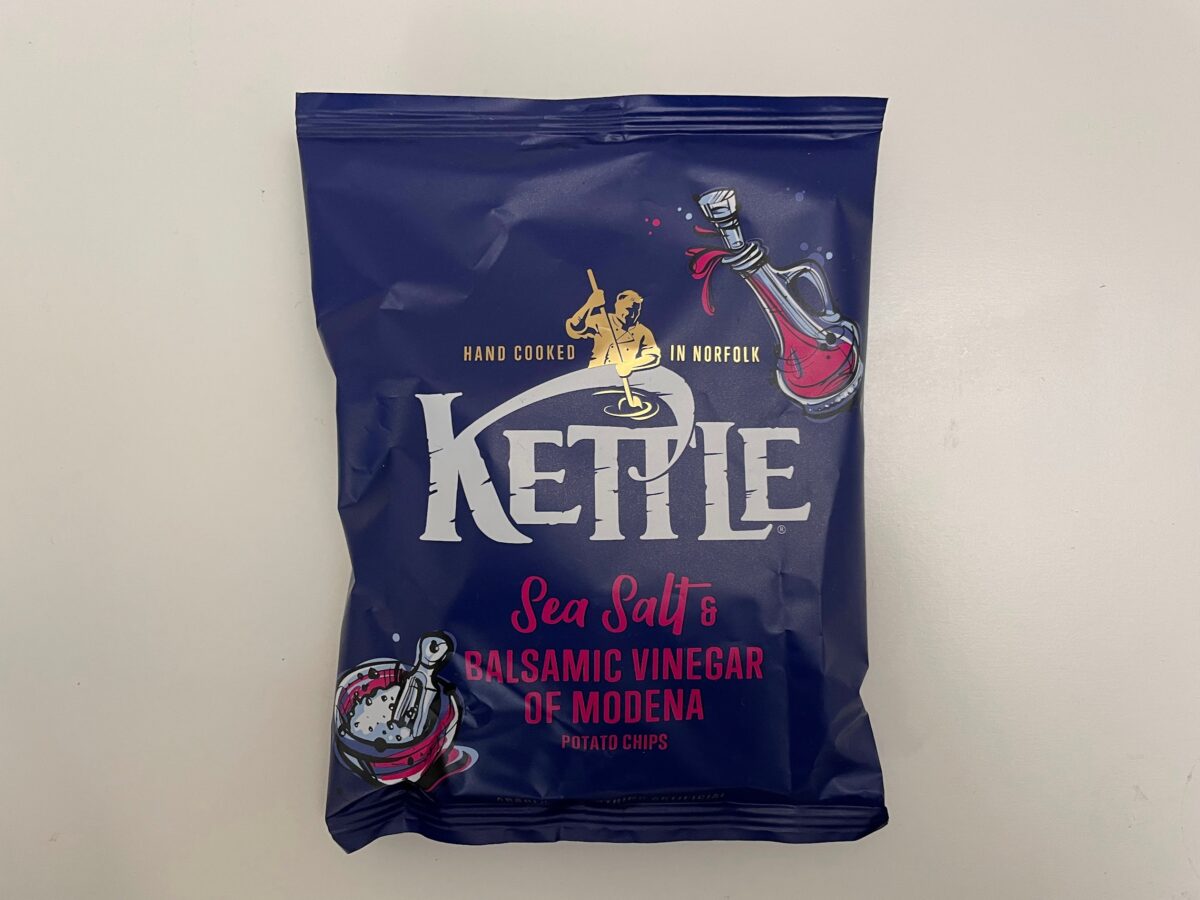 HAND COOKED IN NORFOLK
KETTLE®
Sea Salt &
BALSAMIC VINEGAR
OF MODENA
POTATO CHIPS